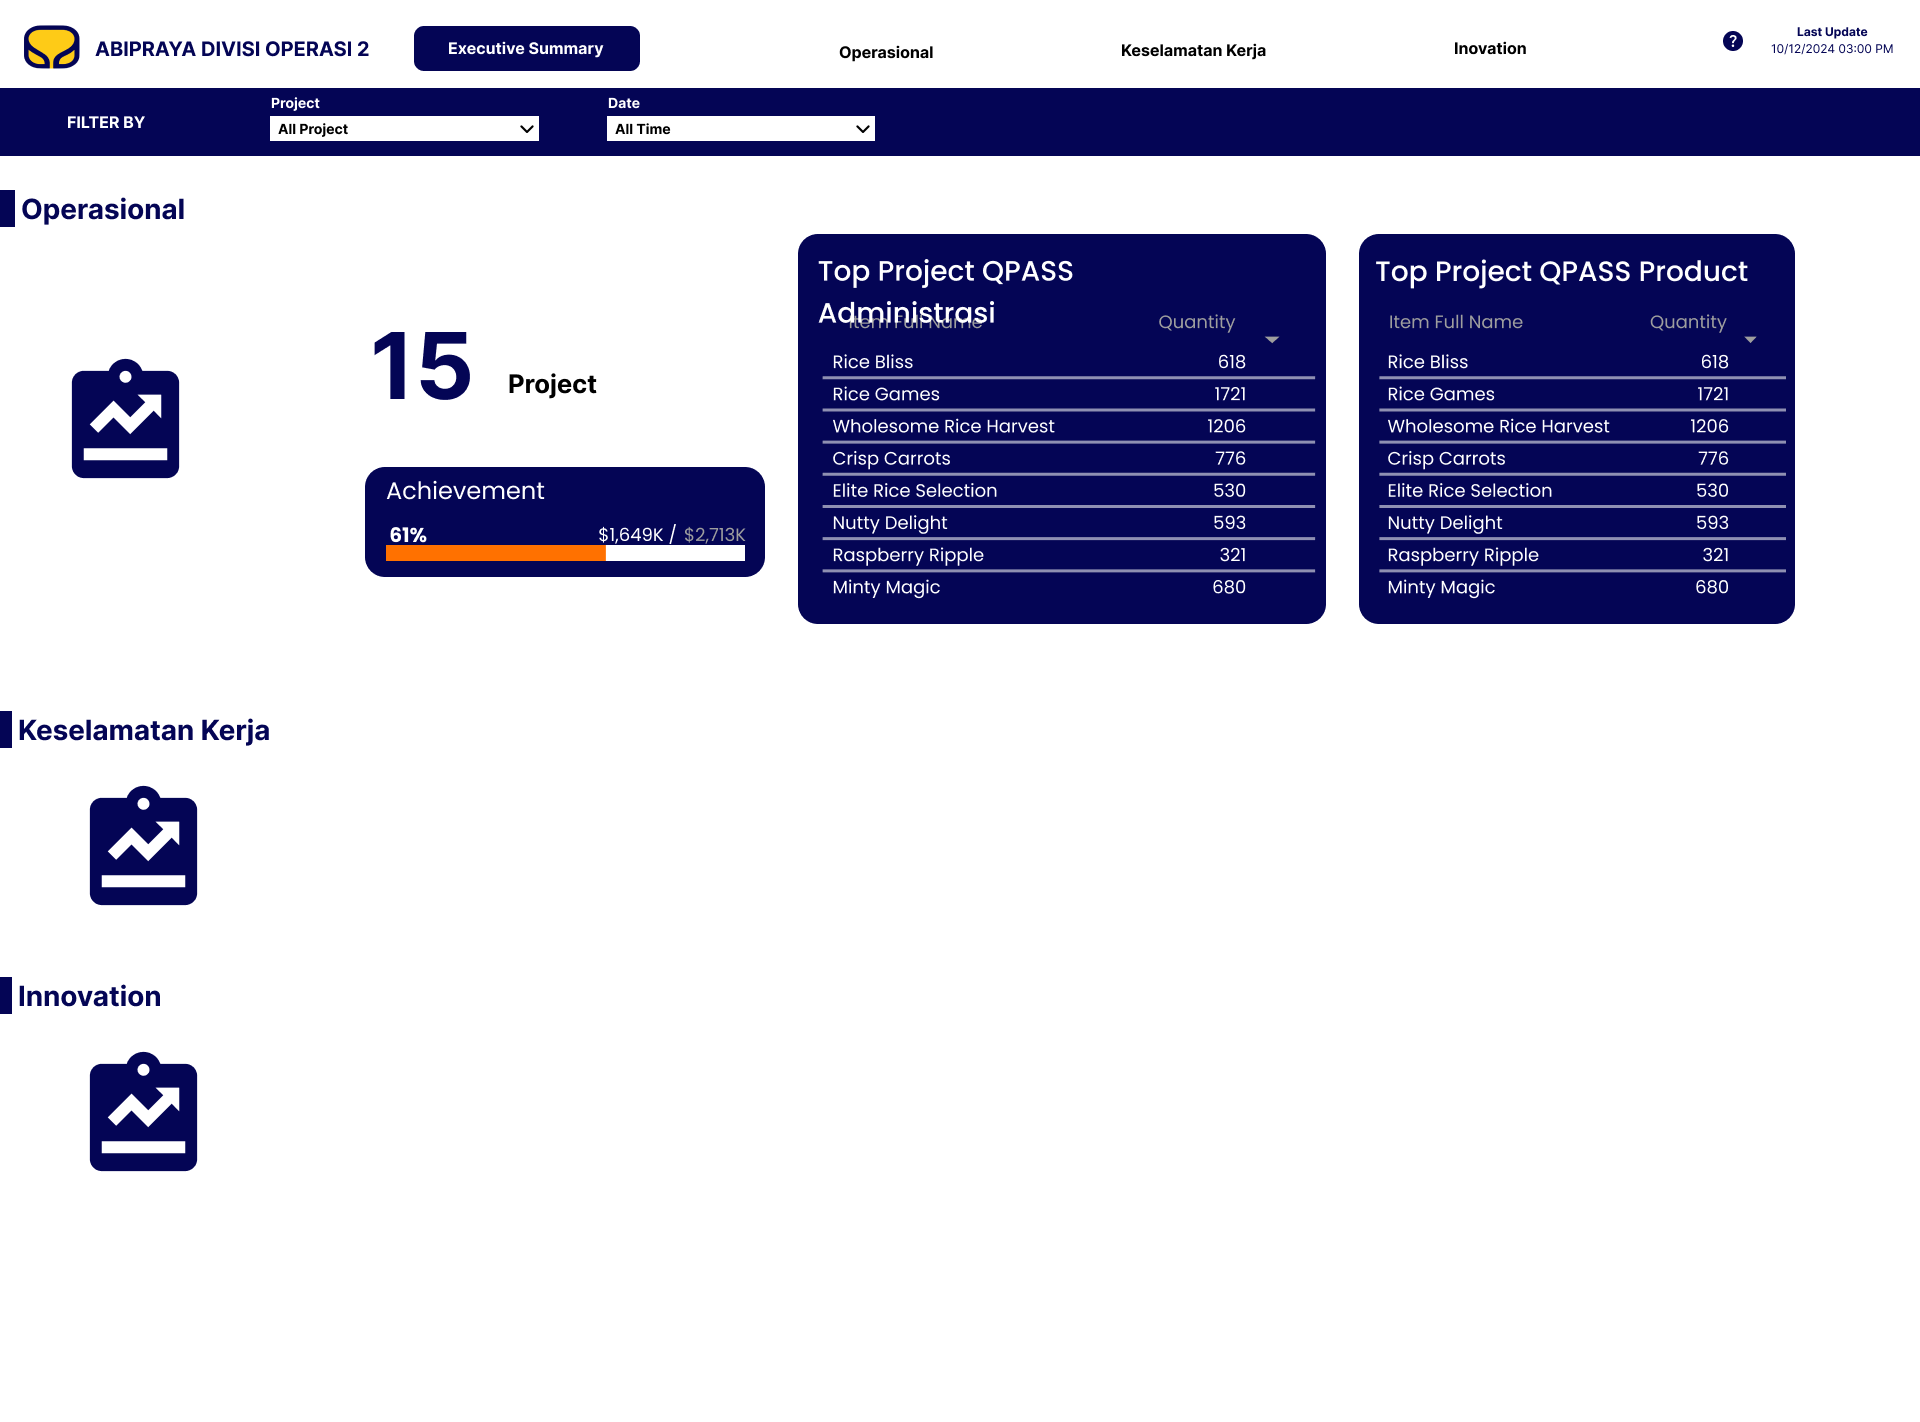 ABIPRAYA DIVISI OPERASI 2
Executive Summary
Operasional
Keselamatan Kerja
Inovation
?
Last Update
10/12/2024 03:00 PM
FILTER BY
Project
All Project
Date
All Time
Operasional
15 Project
Achievement
61% $1,649K / $2,713K
Top Project QPASS
Administrasi
Item Full Name Quantity
Rice Bliss 618
Rice Games 1721
Wholesome Rice Harvest 1206
Crisp Carrots 776
Elite Rice Selection 530
Nutty Delight 593
Raspberry Ripple 321
Minty Magic 680
Top Project QPASS Product
Item Full Name Quantity
Rice Bliss 618
Rice Games 1721
Wholesome Rice Harvest 1206
Crisp Carrots 776
Elite Rice Selection 530
Nutty Delight 593
Raspberry Ripple 321
Minty Magic 680
Keselamatan Kerja
Innovation